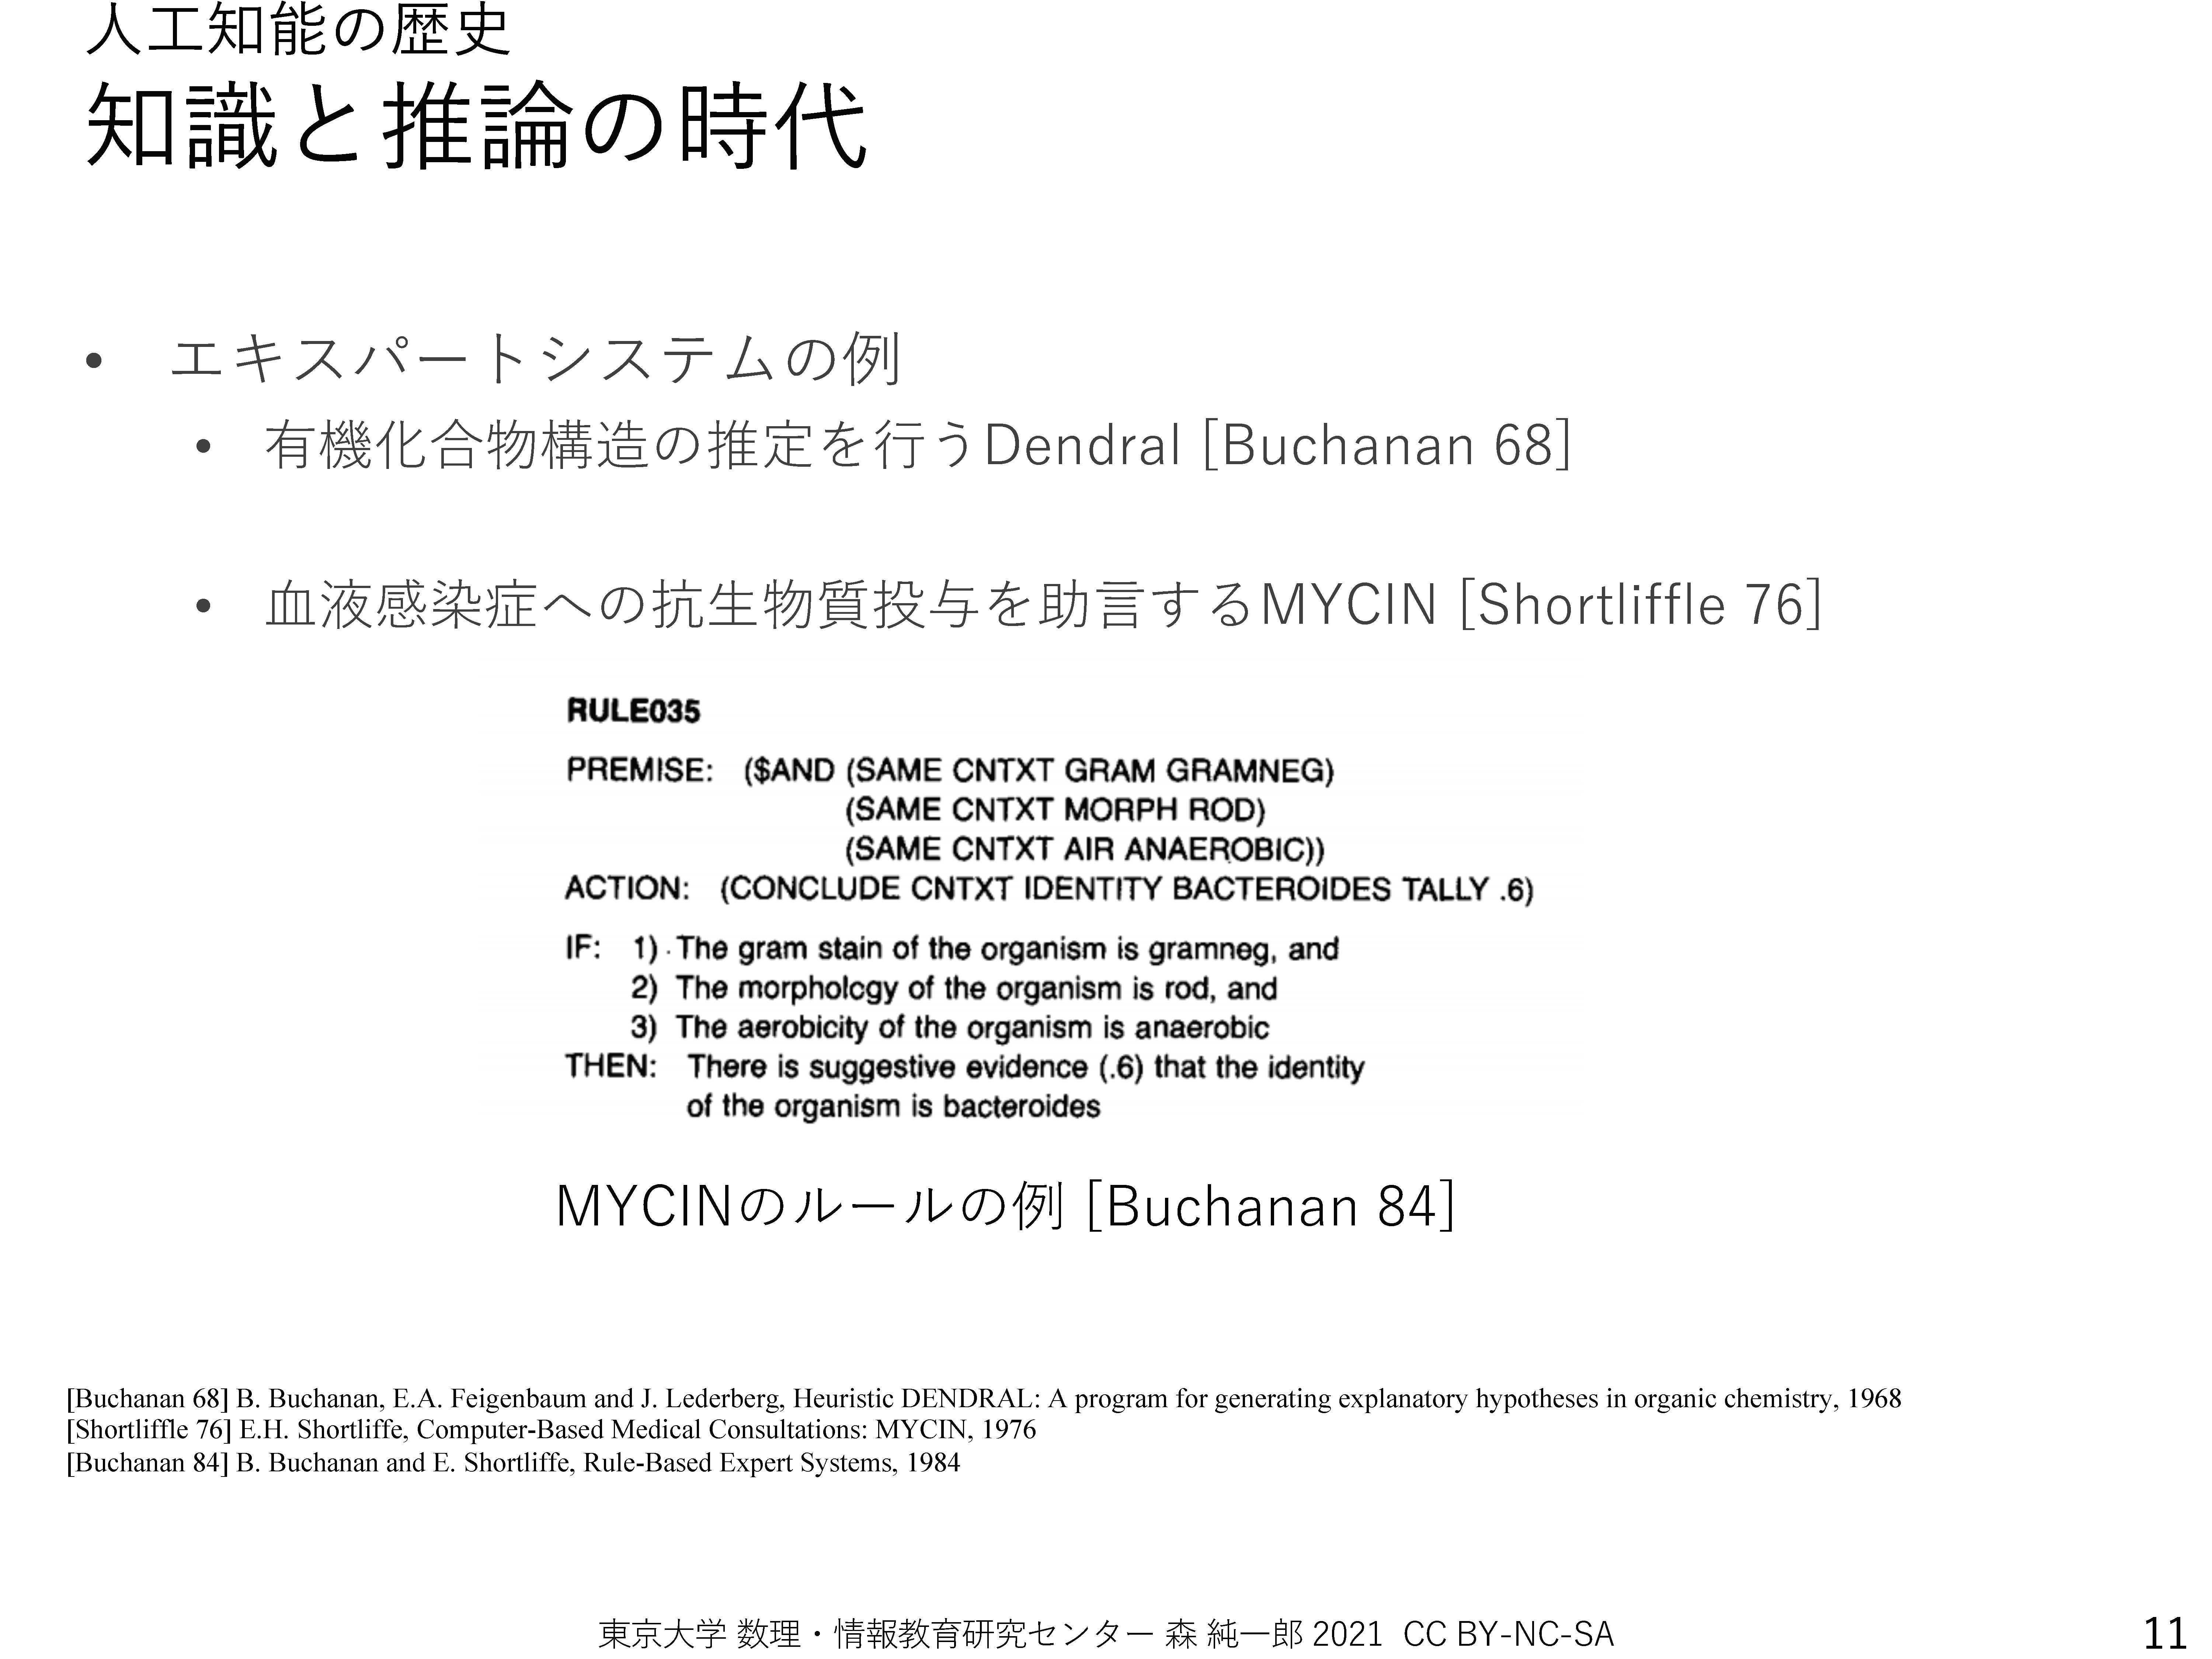 人工知能の歴史
知識と推論の時代
• エキスパートシステムの例
• 有機化合物構造の推定を行うDendral [Buchanan 68]
• 血液感染症への抗生物質投与を助言するMYCIN [Shortliffle 76]
RULE035
PREMISE: ($AND (SAME CNTXT GRAM GRAMNEG)
(SAME CNTXT MORPH ROD)
(SAME CNTXT AIR ANAEROBIC))
ACTION: (CONCLUDE CNTXT IDENTITY BACTEROIDES TALLY .6)
IF: 1) The gram stain of the organism is gramneg, and
2) The morphology of the organism is rod, and
3) The aerobicity of the organism is anaerobic
THEN: There is suggestive evidence (.6) that the identity
of the organism is bacteroides
MYCINのルールの例 [Buchanan 84]
[Buchanan 68] B. Buchanan, E.A. Feigenbaum and J. Lederberg, Heuristic DENDRAL: A program for generating explanatory hypotheses in organic chemistry, 1968
[Shortliffle 76] E.H. Shortliffe, Computer-Based Medical Consultations: MYCIN, 1976
[Buchanan 84] B. Buchanan and E. Shortliffe, Rule-Based Expert Systems, 1984
東京大学 数理・情報教育研究センター 森 純一郎 2021 CC BY-NC-SA
11